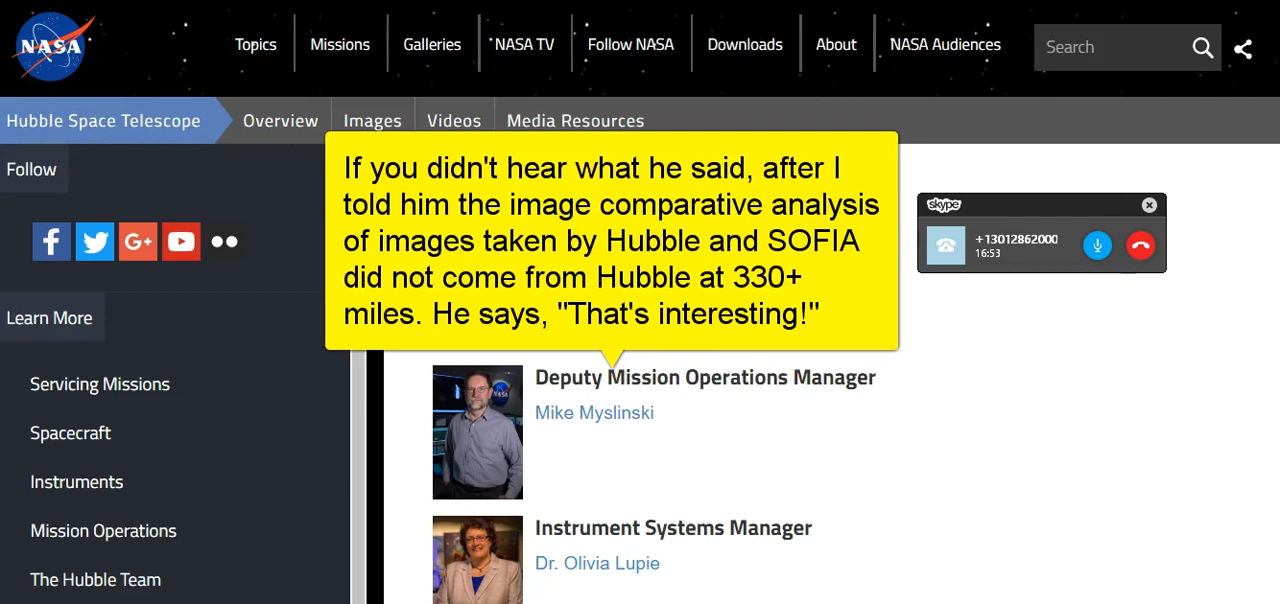 NASA
Topics
Missions
Galleries
NASA TV
Follow NASA
Downloads
About
NASA Audiences
Search
Hubble Space Telescope
Overview
Images
Videos
Media Resources
Follow
If you didn't hear what he said, after I
told him the image comparative analysis
of images taken by Hubble and SOFIA
did not come from Hubble at 330+
miles. He says, "That's interesting!"
skype
+13012862000
16:53
Learn More
Servicing Missions
Spacecraft
Instruments
Mission Operations
The Hubble Team
NASA
Deputy Mission Operations Manager
Mike Myslinski
Instrument Systems Manager
Dr. Olivia Lupie